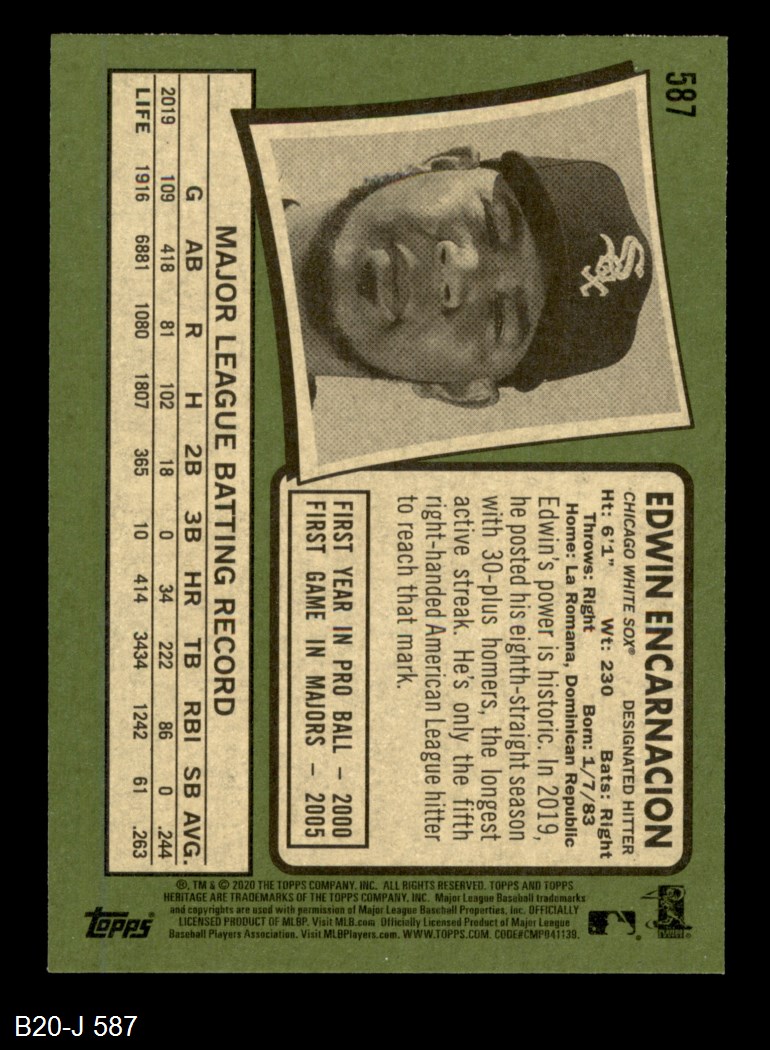 587
EDWIN ENCARNACION
CHICAGO WHITE SOX® DESIGNATED HITTER
Ht: 6'1" Wt: 230 Bats: Right
Throws: Right Born: 1/7/83
Home: La Romana, Dominican Republic
Edwin's power is historic. In 2019,
he posted his eighth-straight season
with 30-plus homers, the longest
active streak. He's only the fifth
right-handed American League hitter
to reach that mark.
FIRST YEAR IN PRO BALL – 2000
FIRST GAME IN MAJORS – 2005
MAJOR LEAGUE BATTING RECORD
G AB R H 2B 3B HR TB RBI SB AVG.
2019 109 418 81 102 18 0 34 222 86 0 .244
LIFE 1916 6881 1080 1807 365 10 414 3434 1242 61 .263
®, TM & © 2020 THE TOPPS COMPANY, INC. ALL RIGHTS RESERVED. TOPPS AND TOPPS
HERITAGE ARE TRADEMARKS OF THE TOPPS COMPANY, INC. Major League Baseball trademarks
and copyrights are used with permission of Major League Baseball Properties, Inc. OFFICIALLY
LICENSED PRODUCT OF MLBP. Visit MLB.com Officially Licensed Product of Major League
Baseball Players Association. Visit MLBPlayers.com. WWW.TOPPS.COM. CODE#CMP041139.
topps®
B20-J 587